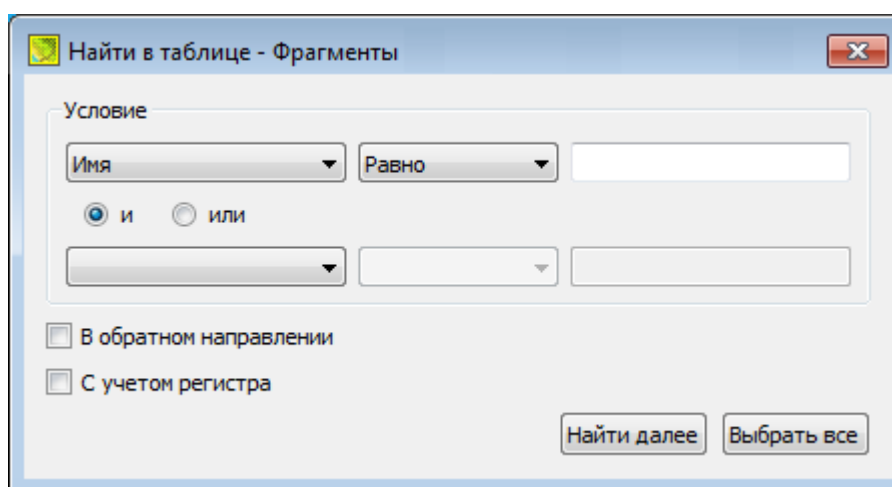 Найти в таблице - Фрагменты
Условие
Имя Равно
и или
В обратном направлении
С учетом регистра
Найти далее Выбрать все